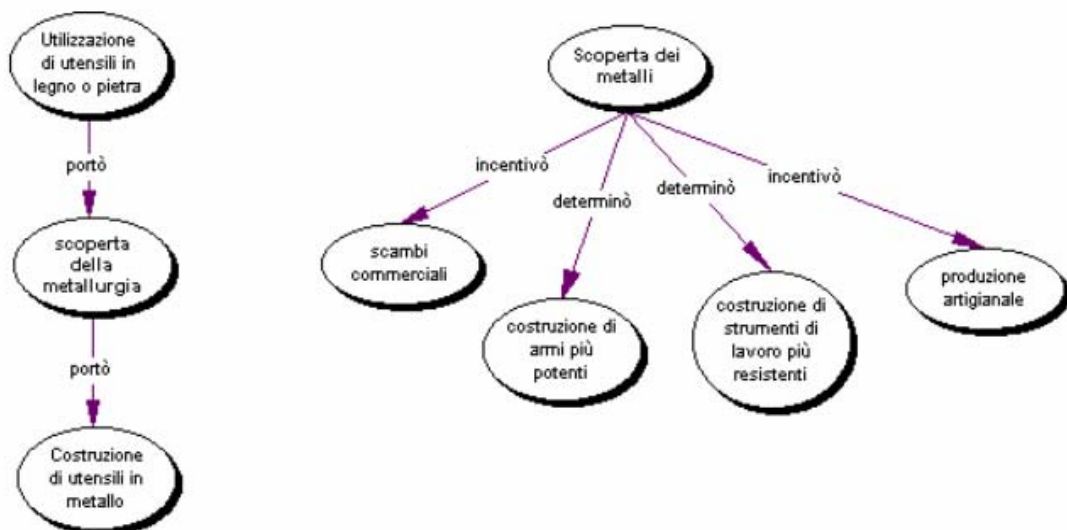 Utilizzazione
di utensili in
legno o pietra
portò
scoperta
della
metallurgia
portò
Costruzione
di utensili in
metallo
Scoperta dei
metalli
incentivò
determinò
determinò
incentivò
scambi
commerciali
costruzione di
armi più
potenti
costruzione di
strumenti di
lavoro più
resistenti
produzione
artigianale